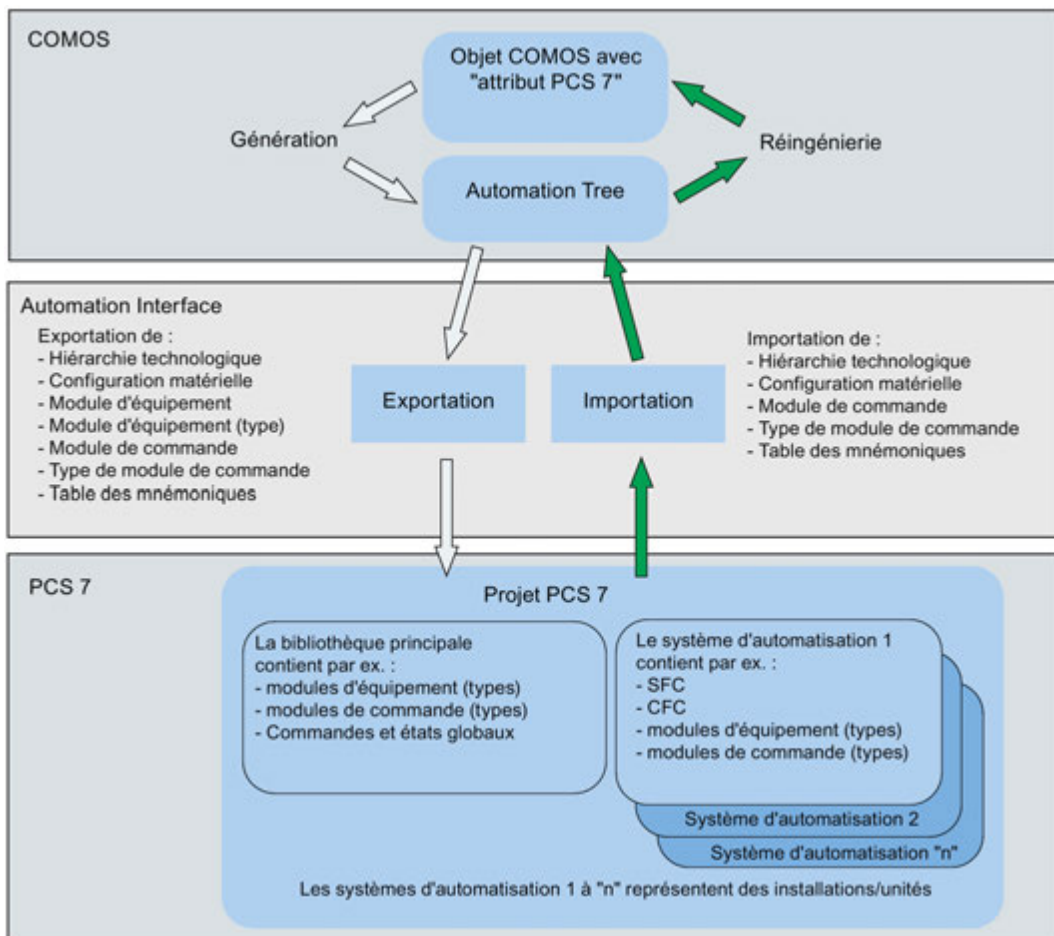 COMOS
Objet COMOS avec
"attribut PCS 7"
Génération
Réingénierie
Automation Tree
Automation Interface
Exportation de :
- Hiérarchie technologique
- Configuration matérielle
- Module d'équipement
- Module d'équipement (type)
- Module de commande
- Type de module de commande
- Table des mnémoniques
Exportation
Importation
Importation de :
- Hiérarchie technologique
- Configuration matérielle
- Module de commande
- Type de module de commande
- Table des mnémoniques
PCS 7
Projet PCS 7
La bibliothèque principale
contient par ex. :
- modules d'équipement (types)
- modules de commande (types)
- Commandes et états globaux
Le système d'automatisation 1
contient par ex. :
- SFC
- CFC
- modules d'équipement (types)
- modules de commande (types)
Système d'automatisation 2
Système d'automatisation "n"
Les systèmes d'automatisation 1 à "n" représentent des installations/unités